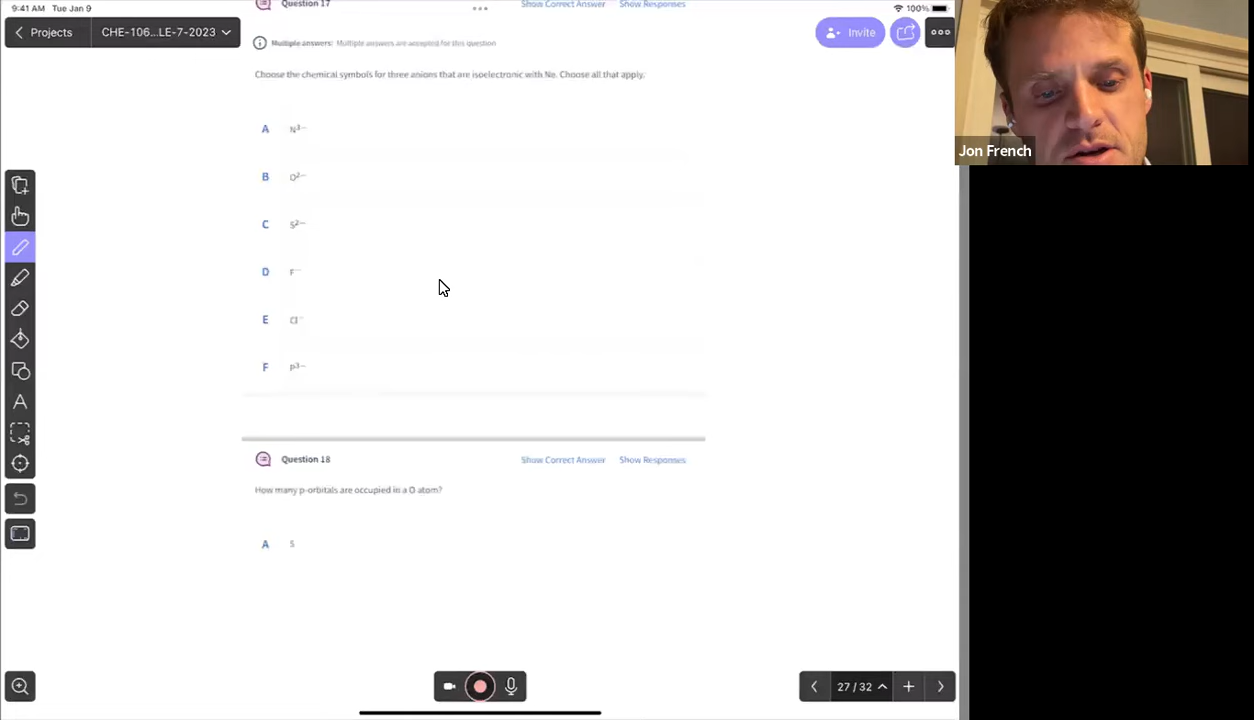 9:41 AM Tue Jan 9
100%
Question 17
Show Correct Answer Show Responses
Projects
CHE-106...LE-7-2023
Invite
Multiple answers: Multiple answers are accepted for this question
Choose the chemical symbols for three anions that are isoelectronic with Ne. Choose all that apply.
A N³⁻
B O²⁻
C S²⁻
D F⁻
E Cl⁻
F P³⁻
Jon French
Question 18
Show Correct Answer Show Responses
How many p-orbitals are occupied in a O atom?
A 5
A
27 / 32